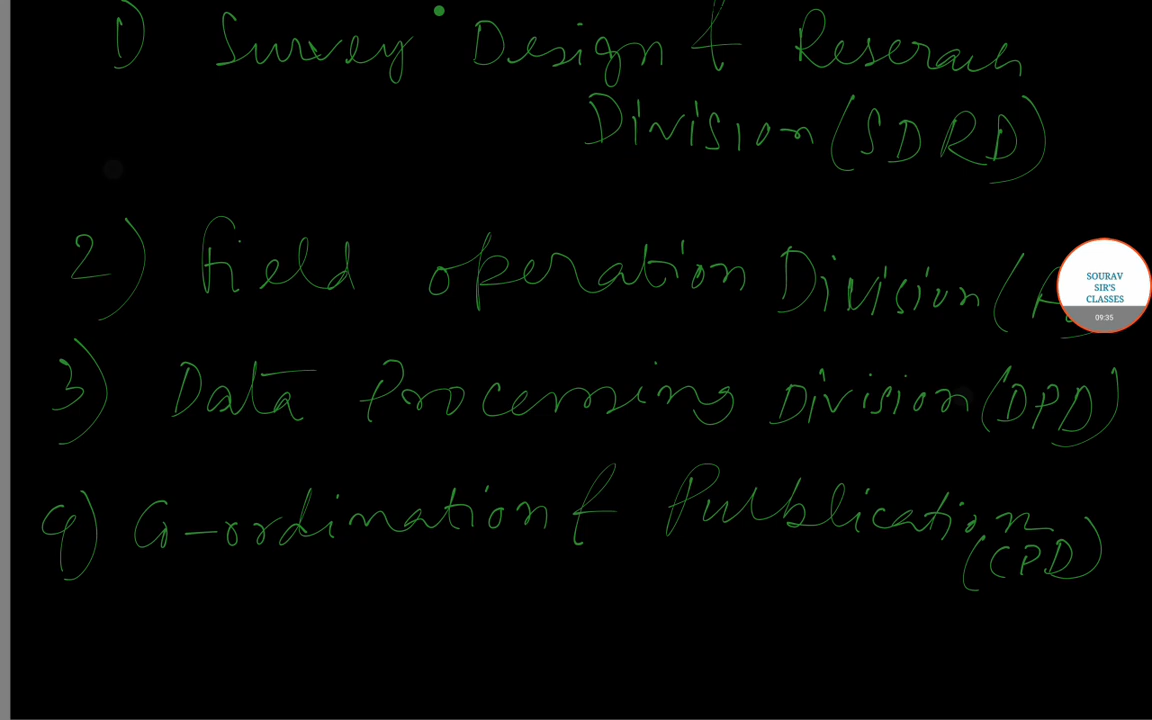 1) Survey Design & Reserach
Division (SDRD)
2) Field operation Division (
SOURAV
SIR'S
CLASSES
09:35
3) Data Processing Division (DPD)
4) Co-ordination & Publication
(CPD)